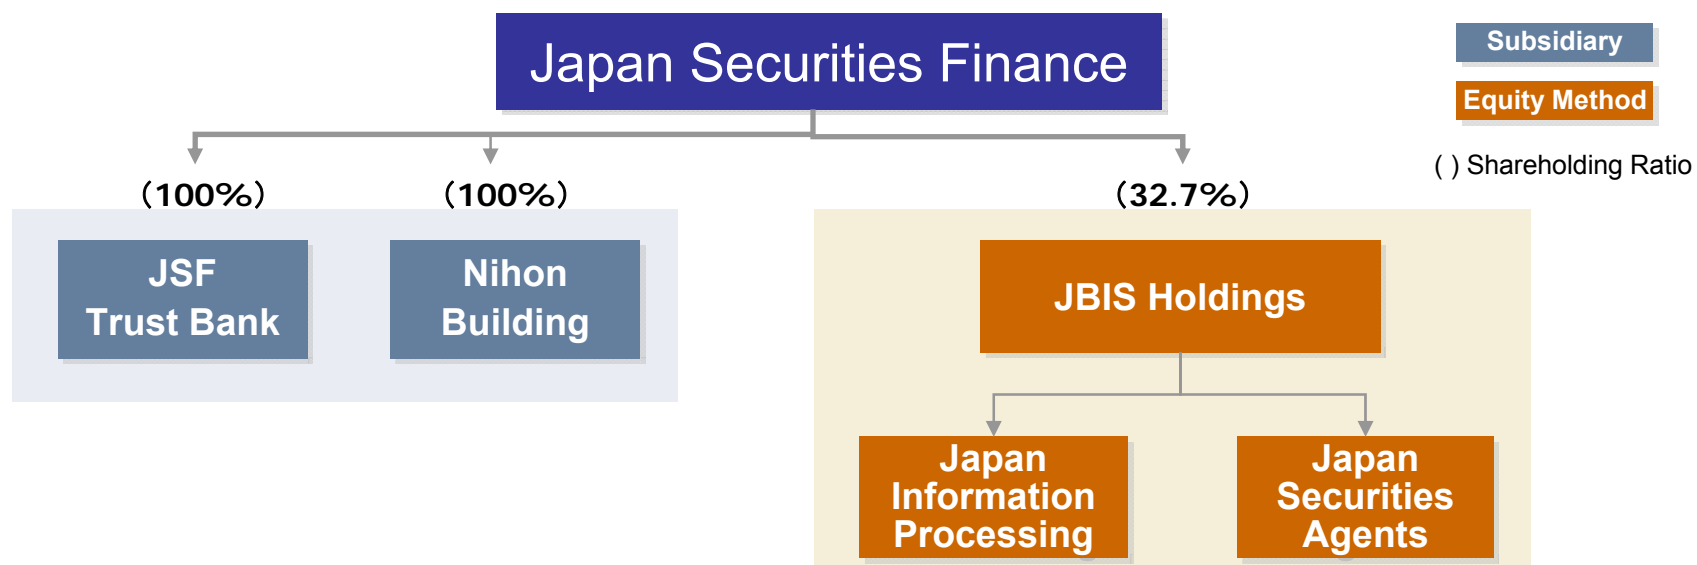 Japan Securities Finance
Subsidiary
Equity Method
( ) Shareholding Ratio
(100%)
(100%)
(32.7%)
JSF
Trust Bank
Nihon
Building
JBIS Holdings
Japan
Information
Processing
Japan
Securities
Agents